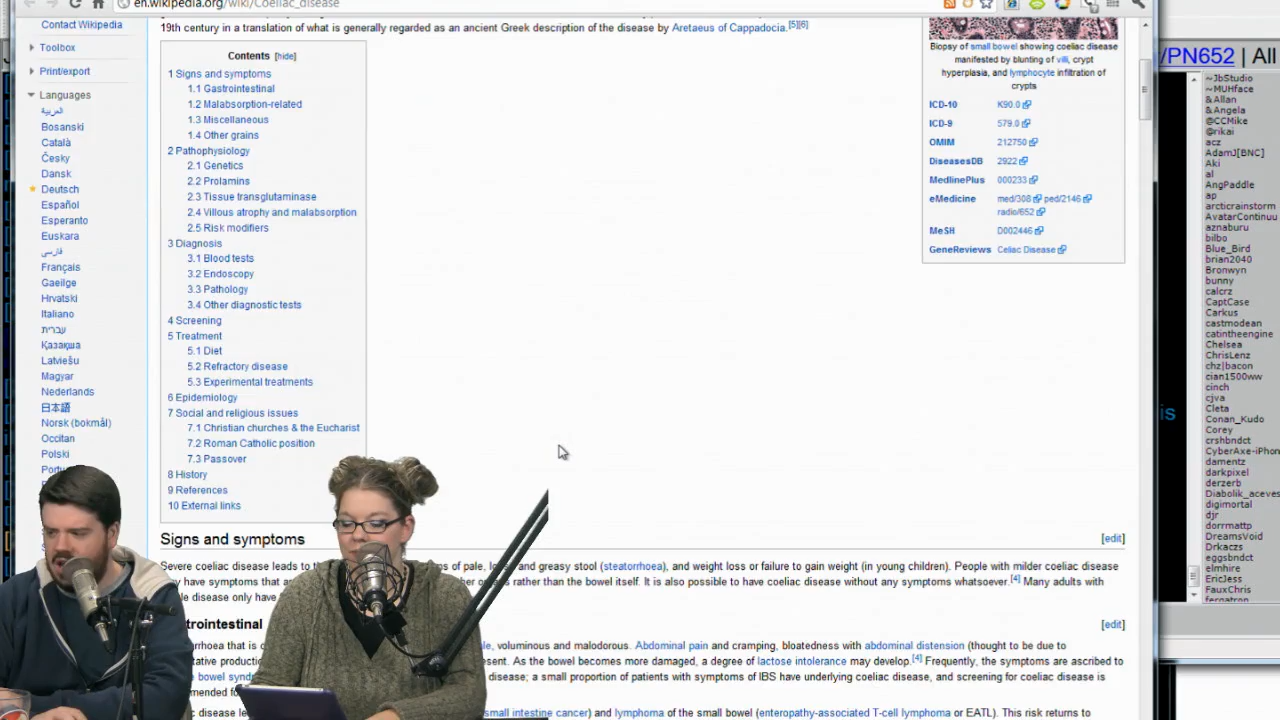 en.wikipedia.org/wiki/Coeliac_disease
/PN652 | All
Contact Wikipedia
Toolbox
Print/export
Languages
العربية
Bosanski
Català
Česky
Dansk
Deutsch
Español
Esperanto
Euskara
فارسی
Français
Gaeilge
Hrvatski
Italiano
עברית
Қазақша
Latviešu
Magyar
Nederlands
日本語
Norsk (bokmål)
Occitan
Polski
19th century in a translation of what is generally regarded as an ancient Greek description of the disease by Aretaeus of Cappadocia.[5][6]
Contents [hide]
1 Signs and symptoms
1.1 Gastrointestinal
1.2 Malabsorption-related
1.3 Miscellaneous
1.4 Other grains
2 Pathophysiology
2.1 Genetics
2.2 Prolamins
2.3 Tissue transglutaminase
2.4 Villous atrophy and malabsorption
2.5 Risk modifiers
3 Diagnosis
3.1 Blood tests
3.2 Endoscopy
3.3 Pathology
3.4 Other diagnostic tests
4 Screening
5 Treatment
5.1 Diet
5.2 Refractory disease
5.3 Experimental treatments
6 Epidemiology
7 Social and religious issues
7.1 Christian churches & the Eucharist
7.2 Roman Catholic position
7.3 Passover
8 History
9 References
10 External links
Biopsy of small bowel showing coeliac disease
manifested by blunting of villi, crypt
hyperplasia, and lymphocyte infiltration of
crypts
ICD-10 K90.0
ICD-9 579.0
OMIM 212750
DiseasesDB 2922
MedlinePlus 000233
eMedicine med/308 ped/2146
radio/652
MeSH D002446
GeneReviews Celiac Disease
Signs and symptoms [edit]
Severe coeliac disease leads to of pale, and greasy stool (steatorrhoea), and weight loss or failure to gain weight (in young children). People with milder coeliac disease
have symptoms that rather than the bowel itself. It is also possible to have coeliac disease without any symptoms whatsoever.[4] Many adults with
disease only have
[edit]
voluminous and malodorous. Abdominal pain and cramping, bloatedness with abdominal distension (thought to be due to
As the bowel becomes more damaged, a degree of lactose intolerance may develop.[4] Frequently, the symptoms are ascribed to
bowel disease; a small proportion of patients with symptoms of IBS have underlying coeliac disease, and screening for coeliac disease is
disease small intestine cancer) and lymphoma of the small bowel (enteropathy-associated T-cell lymphoma or EATL). This risk returns to
~JbStudio
~MUHface
&Allan
&Angela
@CCMike
@rikai
acz
AdamJ[BNC]
Aki
al
AngPaddle
ap
arcticrainstorm
AvatarContinuu
aznaburu
bilbo
Blue_Bird
brian2040
Bronwyn
bunny
calcrz
CaptCase
Carkus
castmodean
catintheengine
Chelsea
ChrisLenz
chz|bacon
cian1500ww
cinch
cjva
Cleta
Conan_Kudo
Corey
crshbndct
CyberAxe-iPhon
damentz
darkpixel
derzerb
Diabolik_aceves
digimortal
djr
dorrmattp
DreamsVoid
Drkaczs
eggsbndct
elmhire
EricJess
FauxChris